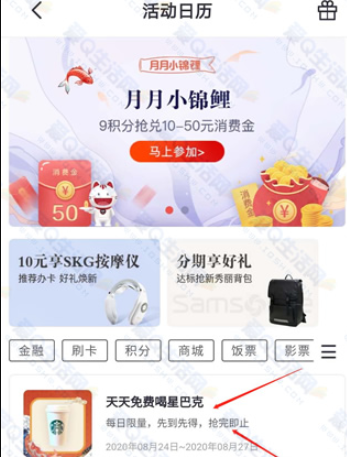 活动日历
月月小锦鲤
月月小锦鲤
9积分抢兑10-50元消费金
马上参加>
消费金
¥
50
¥
10元享SKG按摩仪
推荐办卡 好礼焕新
分期享好礼
达标抢新秀丽背包
Samsonite
金融
刷卡
积分
商城
饭票
影票
天天免费喝星巴克
每日限量，先到先得，抢完即止
2020年08月24日~2020年08月27日